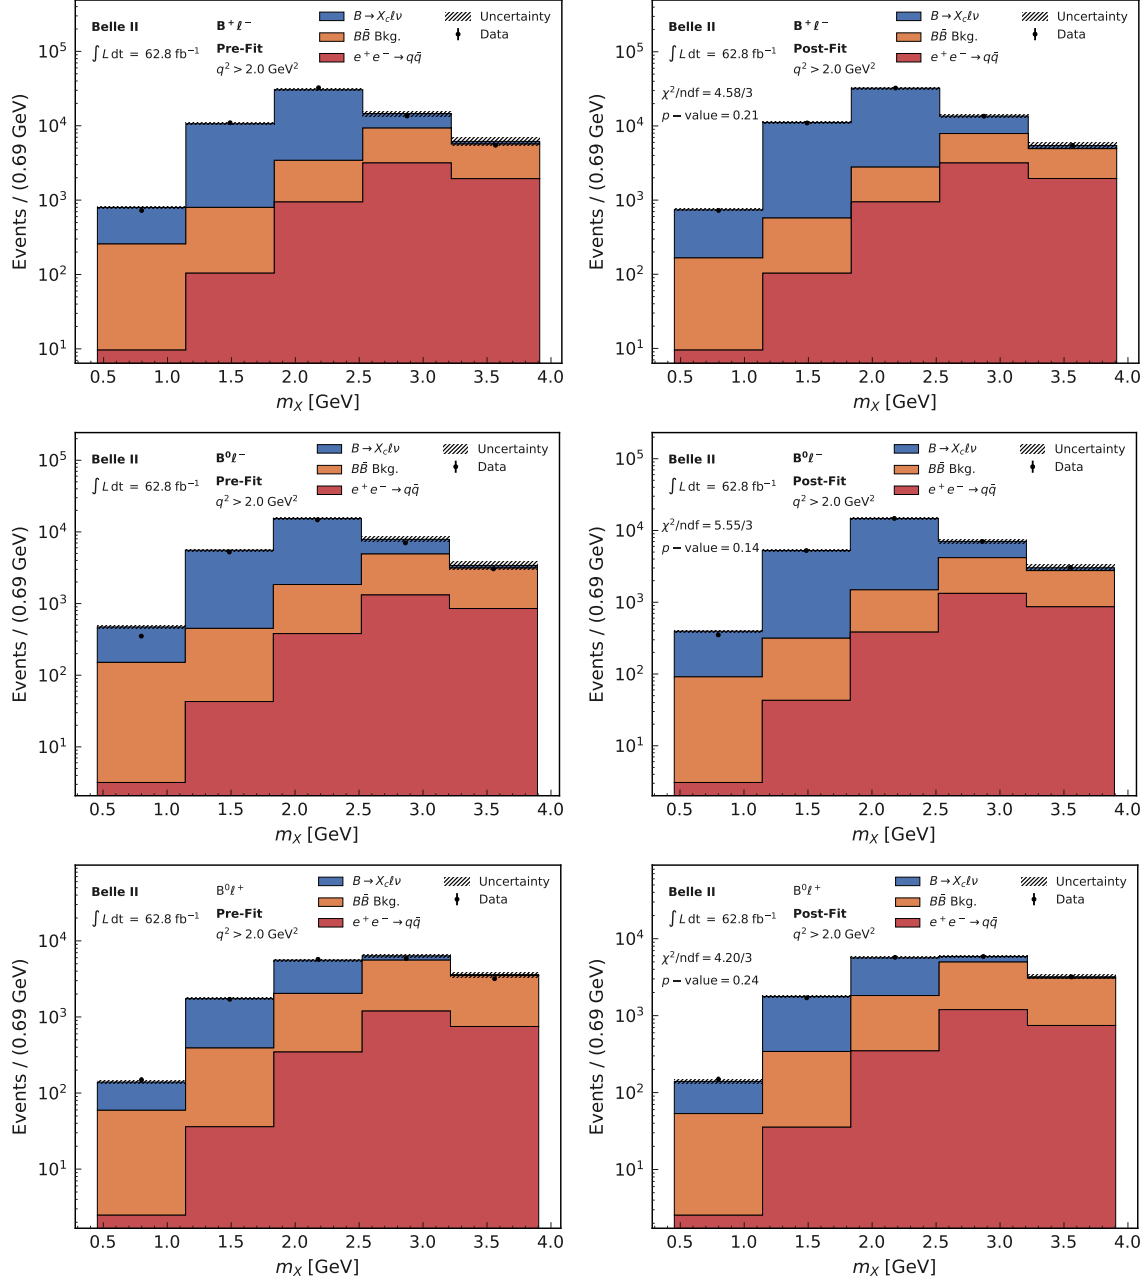 Belle II
∫ L dt = 62.8 fb⁻¹
B⁺ℓ⁻
Pre-Fit
q² > 2.0 GeV²
B → X_cℓν
BB̄ Bkg.
e⁺e⁻ → qq̄
Uncertainty
Data
Events / (0.69 GeV)
10⁵
10⁴
10³
10²
10¹
0.5 1.0 1.5 2.0 2.5 3.0 3.5 4.0
m_X [GeV]
Belle II
∫ L dt = 62.8 fb⁻¹
χ²/ndf = 4.58/3
p − value = 0.21
B⁺ℓ⁻
Post-Fit
q² > 2.0 GeV²
B → X_cℓν
BB̄ Bkg.
e⁺e⁻ → qq̄
Uncertainty
Data
Events / (0.69 GeV)
10⁵
10⁴
10³
10²
10¹
0.5 1.0 1.5 2.0 2.5 3.0 3.5 4.0
m_X [GeV]
Belle II
∫ L dt = 62.8 fb⁻¹
B⁰ℓ⁻
Pre-Fit
q² > 2.0 GeV²
B → X_cℓν
BB̄ Bkg.
e⁺e⁻ → qq̄
Uncertainty
Data
Events / (0.69 GeV)
10⁵
10⁴
10³
10²
10¹
0.5 1.0 1.5 2.0 2.5 3.0 3.5 4.0
m_X [GeV]
Belle II
∫ L dt = 62.8 fb⁻¹
χ²/ndf = 5.55/3
p − value = 0.14
B⁰ℓ⁻
Post-Fit
q² > 2.0 GeV²
B → X_cℓν
BB̄ Bkg.
e⁺e⁻ → qq̄
Uncertainty
Data
Events / (0.69 GeV)
10⁵
10⁴
10³
10²
10¹
0.5 1.0 1.5 2.0 2.5 3.0 3.5 4.0
m_X [GeV]
Belle II
∫ L dt = 62.8 fb⁻¹
B⁰ℓ⁺
Pre-Fit
q² > 2.0 GeV²
B → X_cℓν
BB̄ Bkg.
e⁺e⁻ → qq̄
Uncertainty
Data
Events / (0.69 GeV)
10⁴
10³
10²
10¹
0.5 1.0 1.5 2.0 2.5 3.0 3.5 4.0
m_X [GeV]
Belle II
∫ L dt = 62.8 fb⁻¹
χ²/ndf = 4.20/3
p − value = 0.24
B⁰ℓ⁺
Post-Fit
q² > 2.0 GeV²
B → X_cℓν
BB̄ Bkg.
e⁺e⁻ → qq̄
Uncertainty
Data
Events / (0.69 GeV)
10⁴
10³
10²
10¹
0.5 1.0 1.5 2.0 2.5 3.0 3.5 4.0
m_X [GeV]